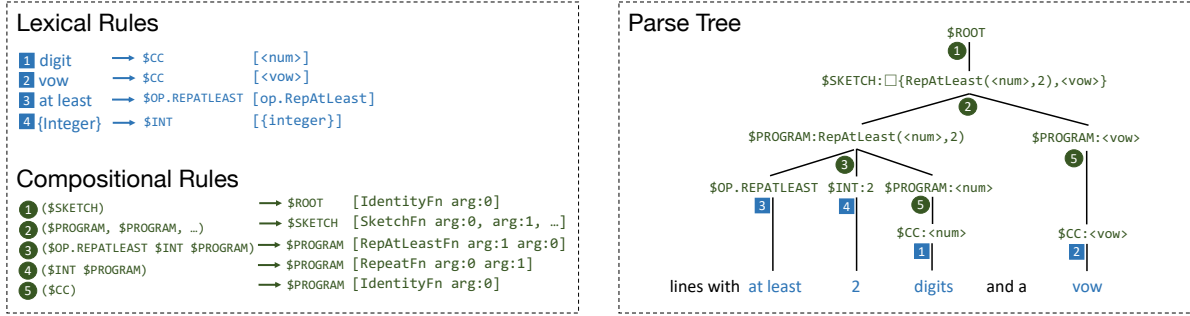 Lexical Rules
1 digit → $CC [<num>]
2 vow → $CC [<vow>]
3 at least → $OP.REPATLEAST [op.RepAtLeast]
4 {Integer} → $INT [{integer}]
Compositional Rules
1 ($SKETCH) → $ROOT [IdentityFn arg:0]
2 ($PROGRAM, $PROGRAM, …) → $SKETCH [SketchFn arg:0, arg:1, …]
3 ($OP.REPATLEAST $INT $PROGRAM) → $PROGRAM [RepAtLeastFn arg:1 arg:0]
4 ($INT $PROGRAM) → $PROGRAM [RepeatFn arg:0 arg:1]
5 ($CC) → $PROGRAM [IdentityFn arg:0]
Parse Tree
$ROOT
1
$SKETCH:□{RepAtLeast(<num>,2),<vow>}
2
$PROGRAM:RepAtLeast(<num>,2) $PROGRAM:<vow>
3 5
$OP.REPATLEAST $INT:2 $PROGRAM:<num>
3 4 5
$CC:<num> $CC:<vow>
1 2
lines with at least 2 digits and a vow